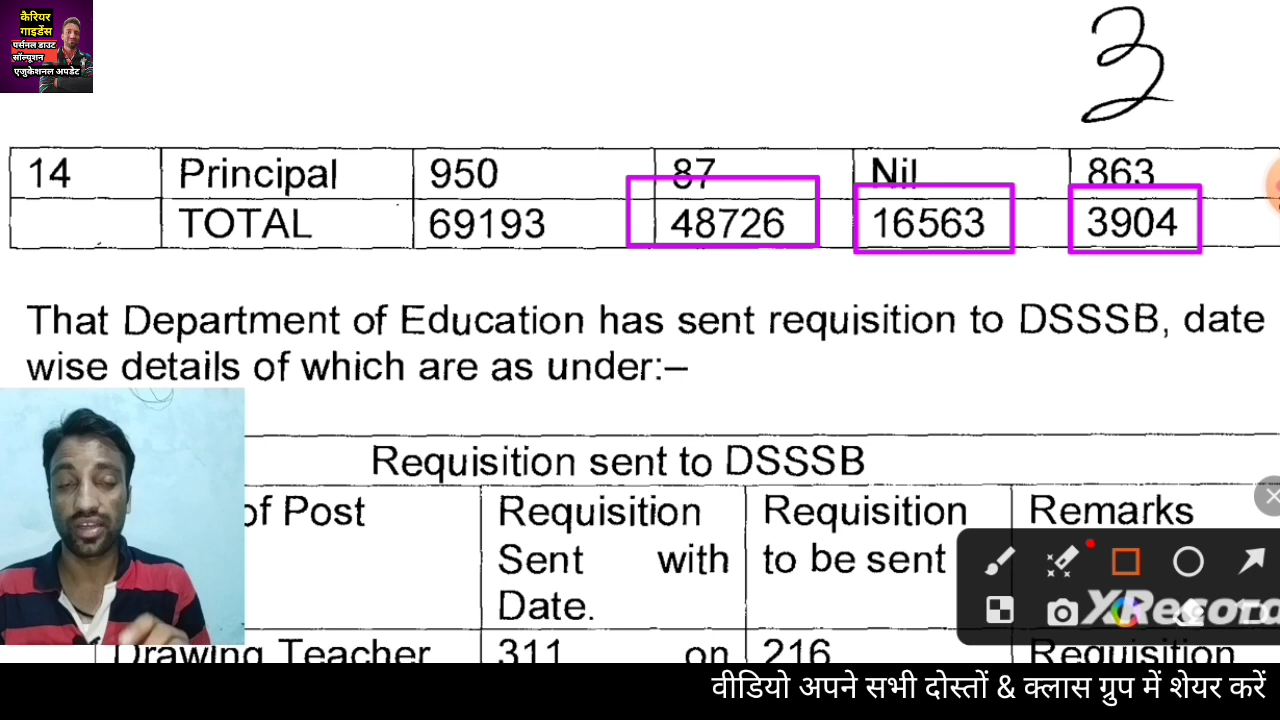 कैरियर
गाइडेंस
पर्सनल डाउट
सॉल्यूशन
एजुकेशनल अपडेट
3
14 Principal 950 87 Nil 863
TOTAL 69193 48726 16563 3904
That Department of Education has sent requisition to DSSSB, date
wise details of which are as under:–
Requisition sent to DSSSB
of Post Requisition Requisition Remarks
Sent with to be sent
Date.
Drawing Teacher 311 on 216 Requisition
XRecord
वीडियो अपने सभी दोस्तों & क्लास ग्रुप में शेयर करें